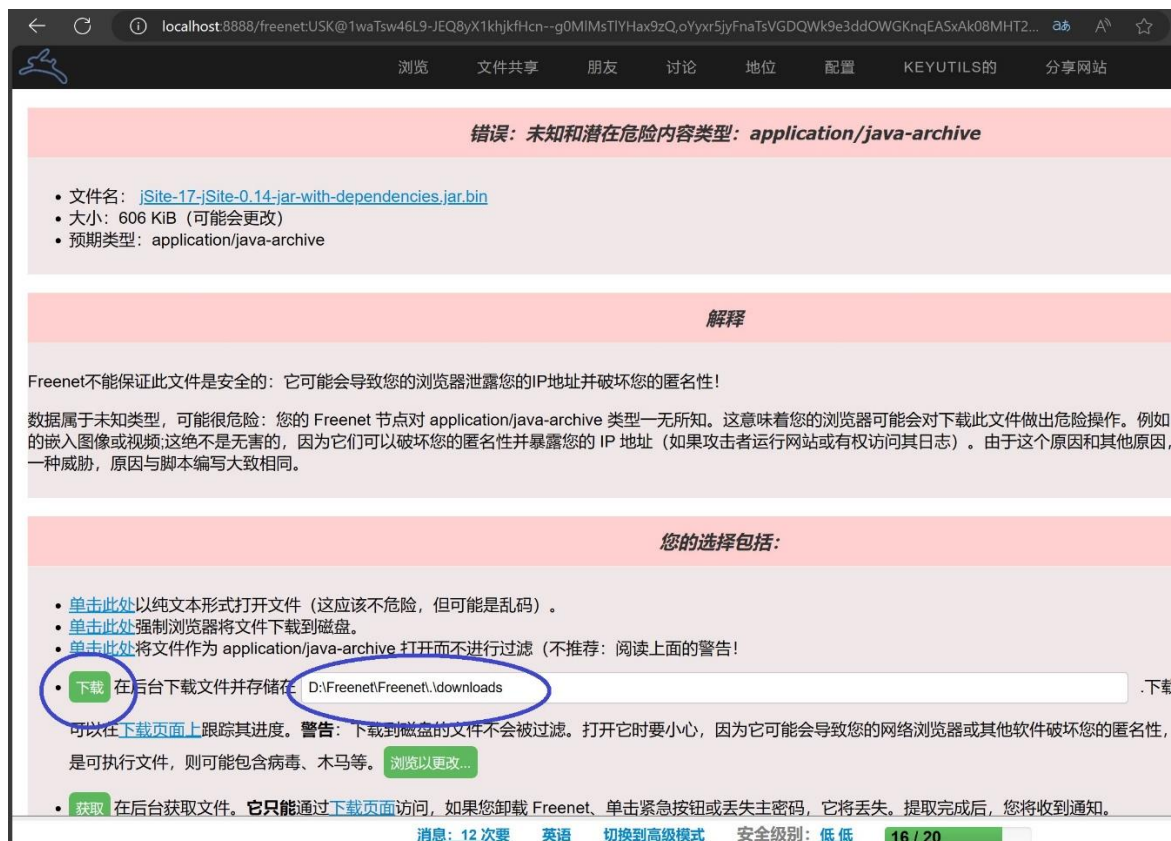 localhost:8888/freenet:USK@1waTsw46L9-JEQ8yX1khjkfHcn--g0MlMsTlYHax9zQ,oYyxr5jyFnaTsVGDQWk9e3ddOWGKnqEASxAk08MHT2...
浏览 文件共享 朋友 讨论 地位 配置 KEYUTILS的 分享网站
错误：未知和潜在危险内容类型：application/java-archive
• 文件名： jSite-17-jSite-0.14-jar-with-dependencies.jar.bin
• 大小：606 KiB（可能会更改）
• 预期类型：application/java-archive
解释
Freenet不能保证此文件是安全的：它可能会导致您的浏览器泄露您的IP地址并破坏您的匿名性！
数据属于未知类型，可能很危险：您的 Freenet 节点对 application/java-archive 类型一无所知。这意味着您的浏览器可能会对下载此文件做出危险操作。例如
的嵌入图像或视频;这绝不是无害的，因为它们可以破坏您的匿名性并暴露您的 IP 地址（如果攻击者运行网站或有权访问其日志）。由于这个原因和其他原因，
一种威胁，原因与脚本编写大致相同。
您的选择包括：
• 单击此处以纯文本形式打开文件（这应该不危险，但可能是乱码）。
• 单击此处强制浏览器将文件下载到磁盘。
• 单击此处将文件作为 application/java-archive 打开而不进行过滤（不推荐：阅读上面的警告！
• 下载 在后台下载文件并存储在 D:\Freenet\Freenet\.\downloads .下载
可以在下载页面上跟踪其进度。警告：下载到磁盘的文件不会被过滤。打开它时要小心，因为它可能会导致您的网络浏览器或其他软件破坏您的匿名性，
是可执行文件，则可能包含病毒、木马等。 浏览以更改...
• 获取 在后台获取文件。它只能通过下载页面访问，如果您卸载 Freenet、单击紧急按钮或丢失主密码，它将丢失。提取完成后，您将收到通知。
消息：12 次要 英语 切换到高级模式 安全级别：低 低 16 / 20